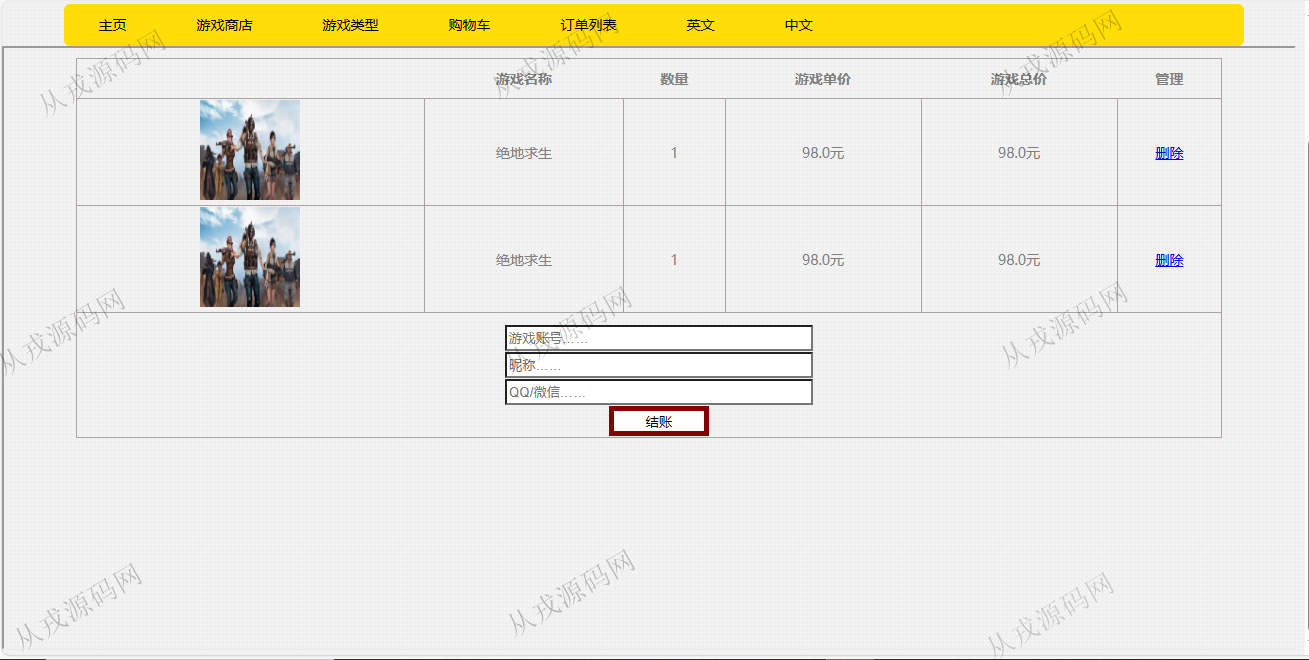 主页 游戏商店 游戏类型 购物车 订单列表 英文 中文
游戏名称 数量 游戏单价 游戏总价 管理
绝地求生 1 98.0元 98.0元 删除
绝地求生 1 98.0元 98.0元 删除
游戏账号……
昵称……
QQ/微信……
结账
从戎源码网
从戎源码网
从戎源码网
从戎源码网
从戎源码网
从戎源码网
从戎源码网
从戎源码网
从戎源码网